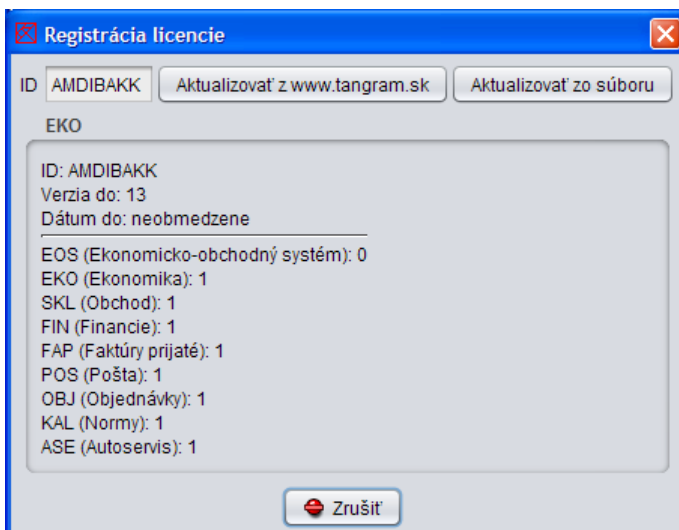 Registrácia licencie
ID AMDIBAKK Aktualizovať z www.tangram.sk Aktualizovať zo súboru
EKO
ID: AMDIBAKK
Verzia do: 13
Dátum do: neobmedzene
EOS (Ekonomicko-obchodný systém): 0
EKO (Ekonomika): 1
SKL (Obchod): 1
FIN (Financie): 1
FAP (Faktúry prijaté): 1
POS (Pošta): 1
OBJ (Objednávky): 1
KAL (Normy): 1
ASE (Autoservis): 1
Zrušiť